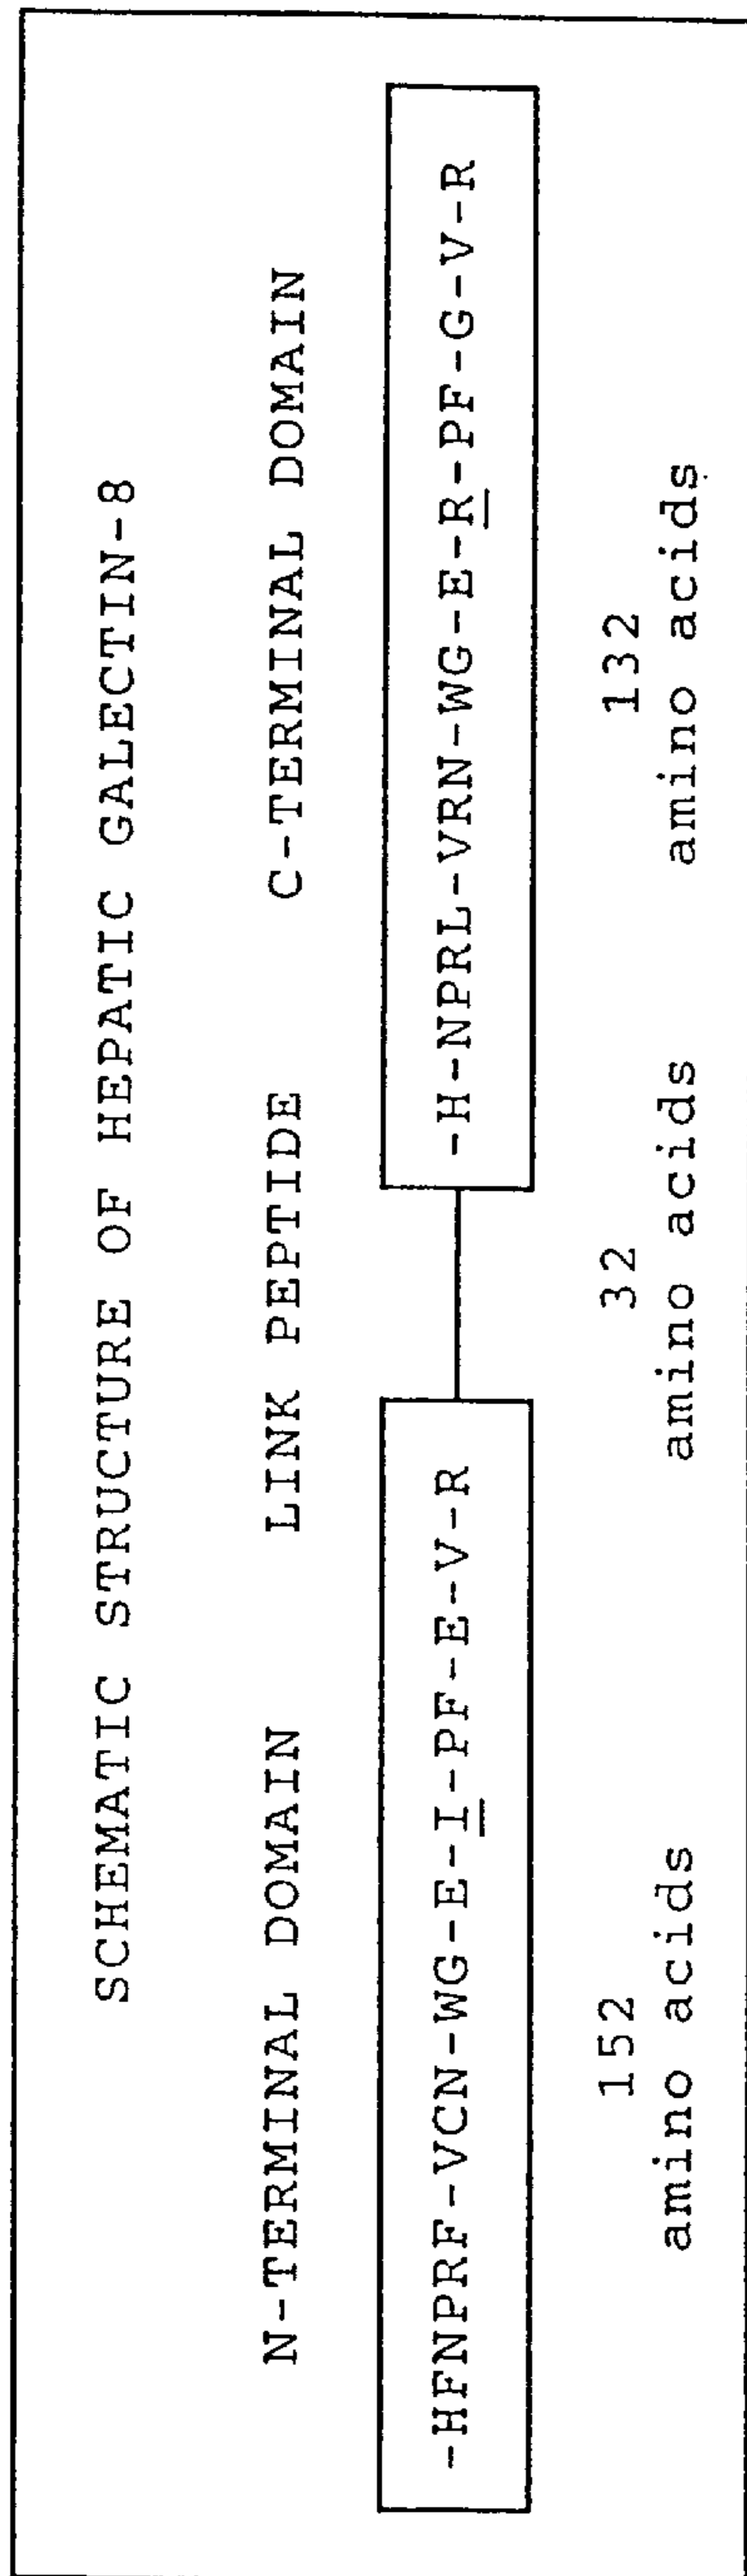 SCHEMATIC STRUCTURE OF HEPATIC GALECTIN-8
N-TERMINAL DOMAIN LINK PEPTIDE C-TERMINAL DOMAIN
-HFNPRF-VCN-WG-E-I-PF-E-V-R
-H-NPRL-VRN-WG-E-R-PF-G-V-R
152
amino acids
32
amino acids
132
amino acids